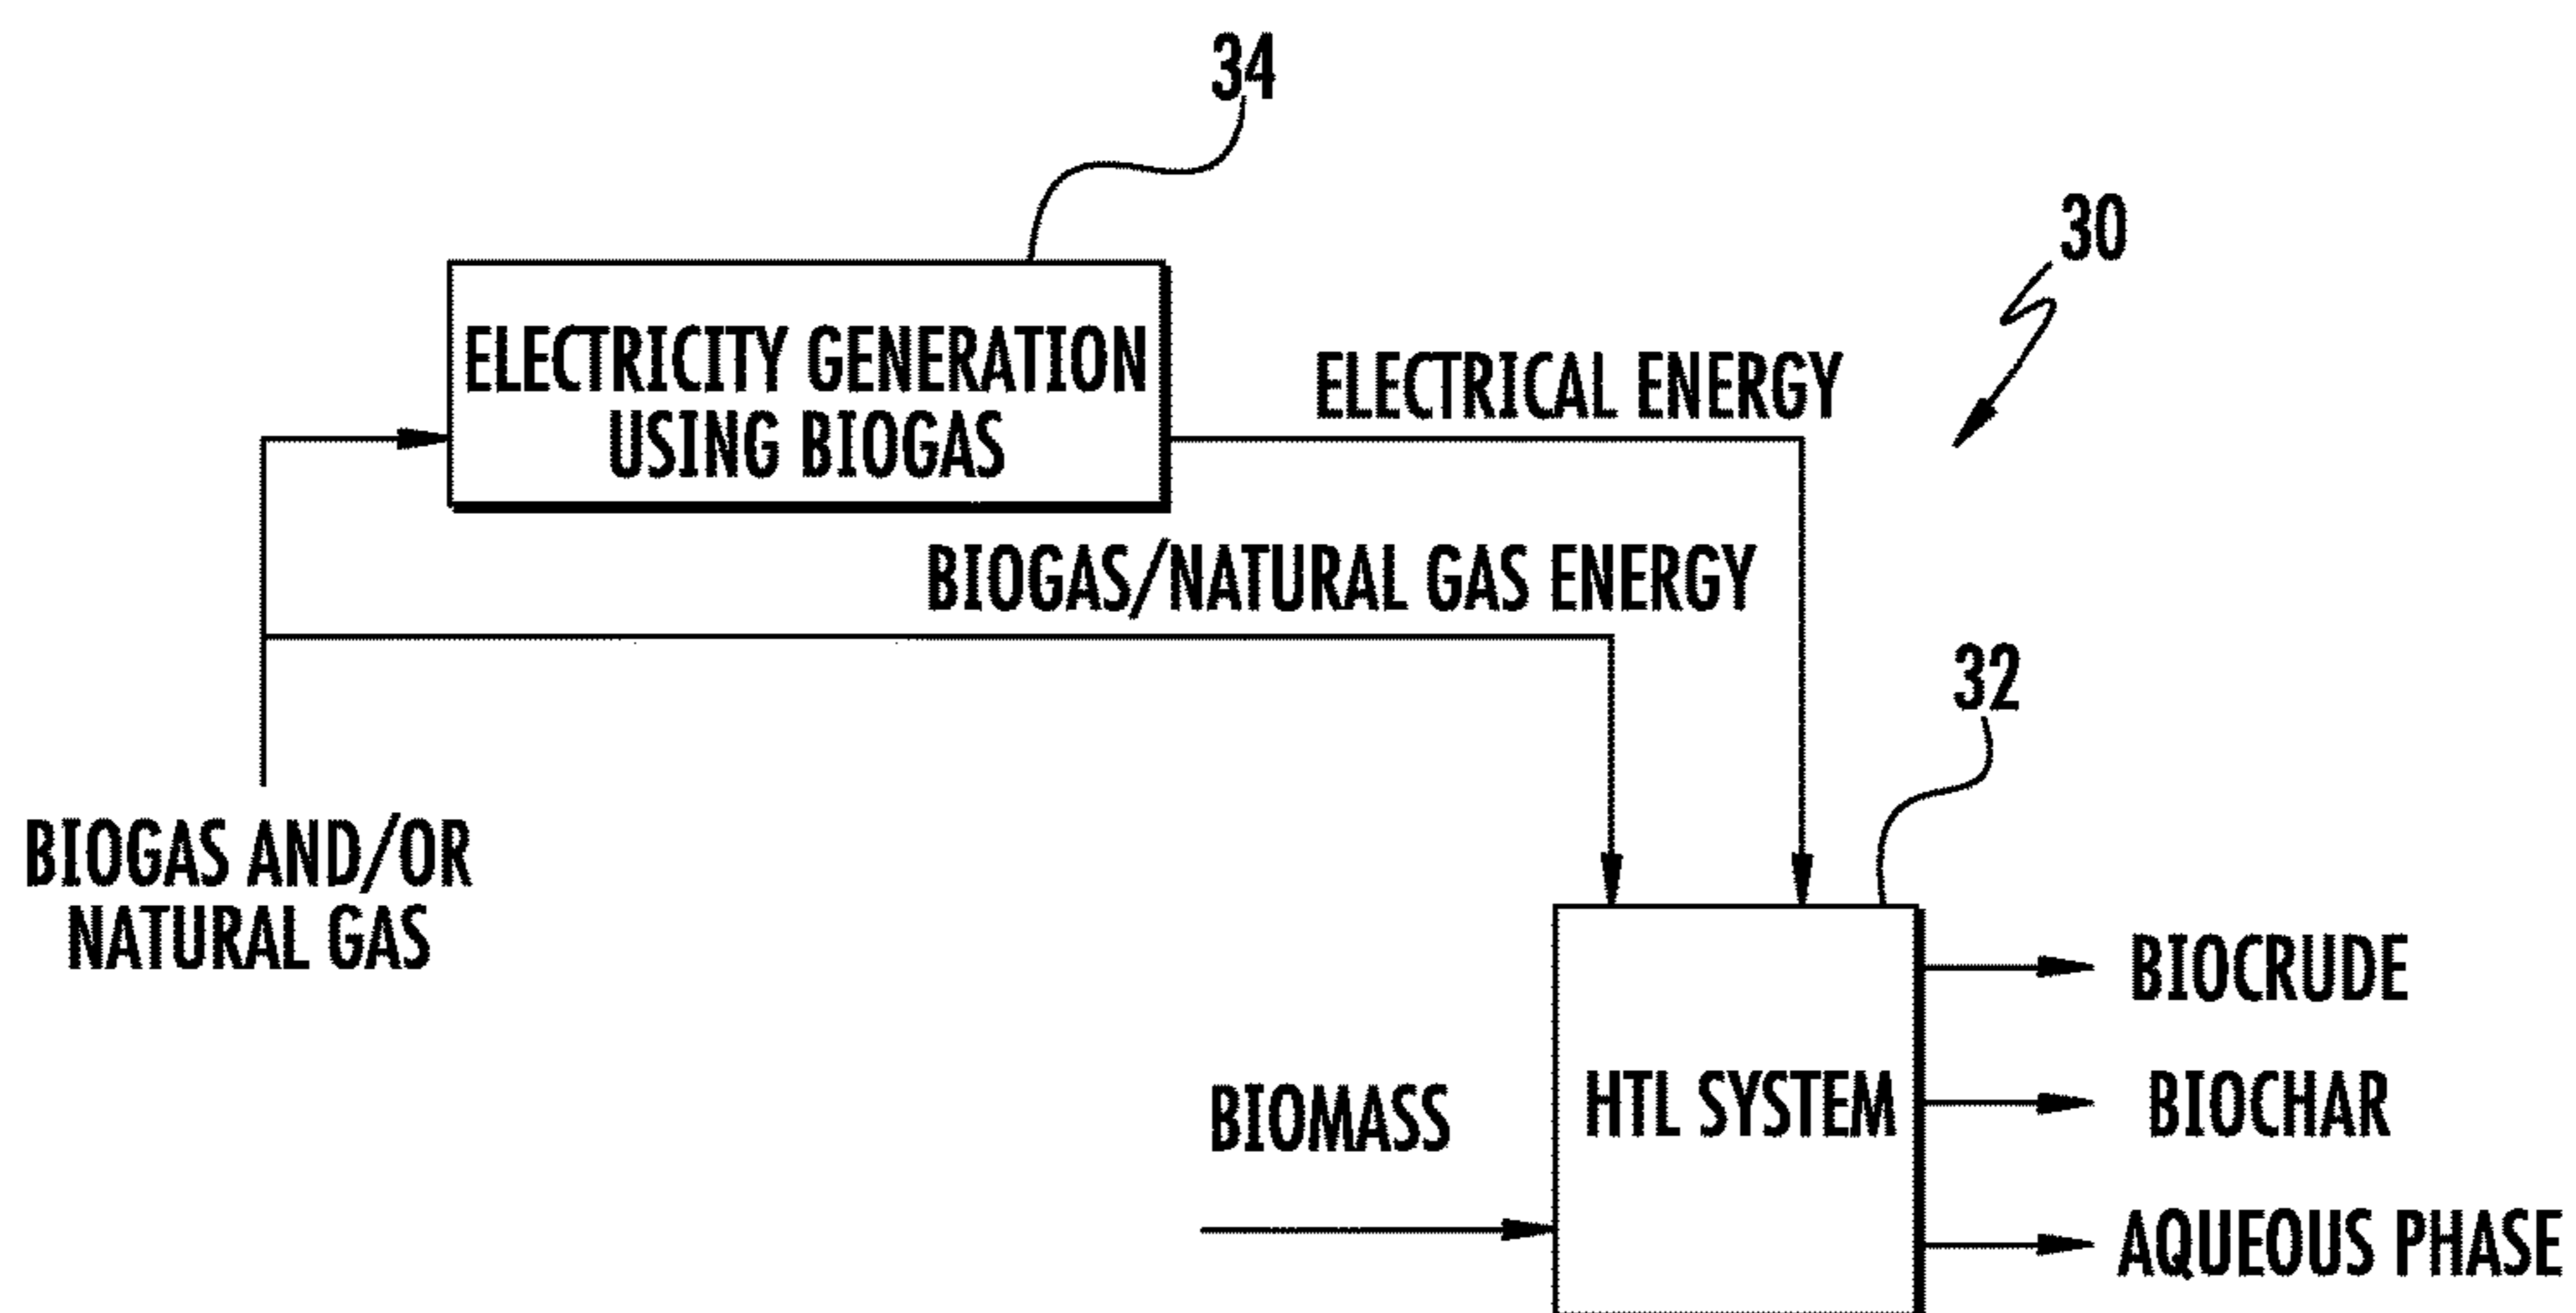 34
30
ELECTRICITY GENERATION
USING BIOGAS
ELECTRICAL ENERGY
BIOGAS/NATURAL GAS ENERGY
32
BIOGAS AND/OR
NATURAL GAS
BIOMASS
HTL SYSTEM
BIOCRUDE
BIOCHAR
AQUEOUS PHASE